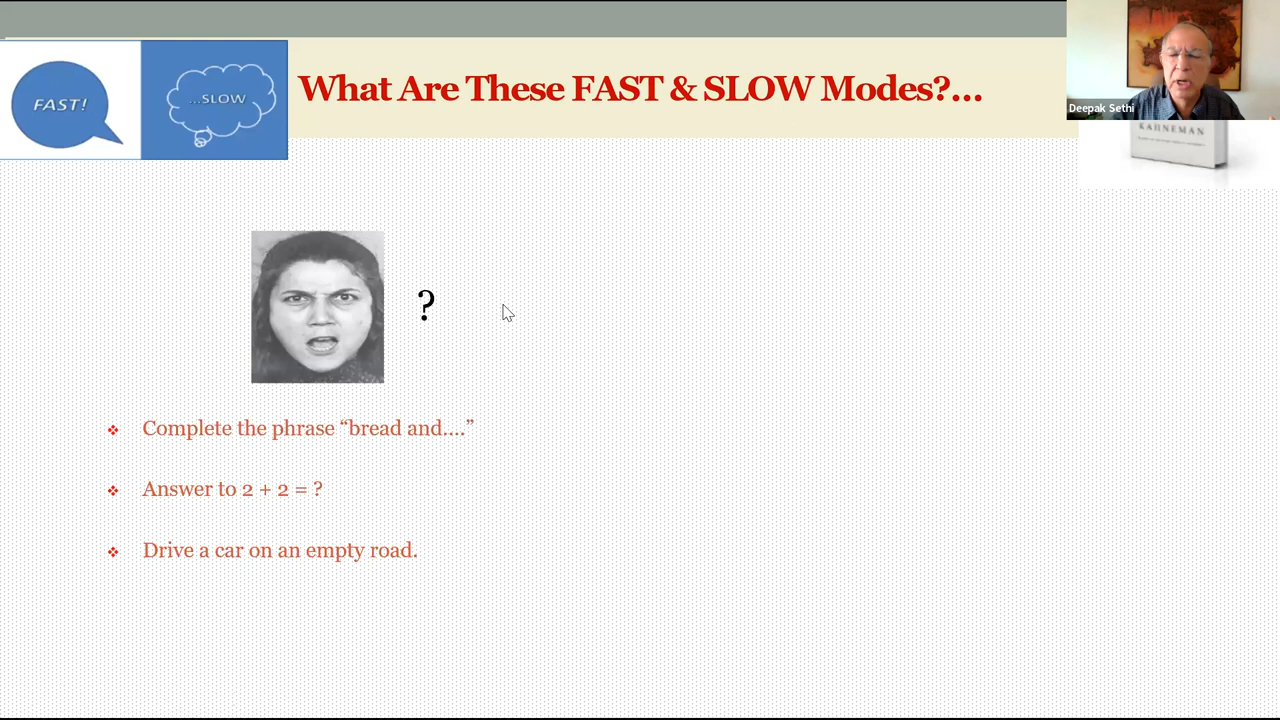 FAST!
...SLOW
What Are These FAST & SLOW Modes?...
Deepak Sethi
KAHNEMAN
?
Complete the phrase “bread and....”
Answer to 2 + 2 = ?
Drive a car on an empty road.